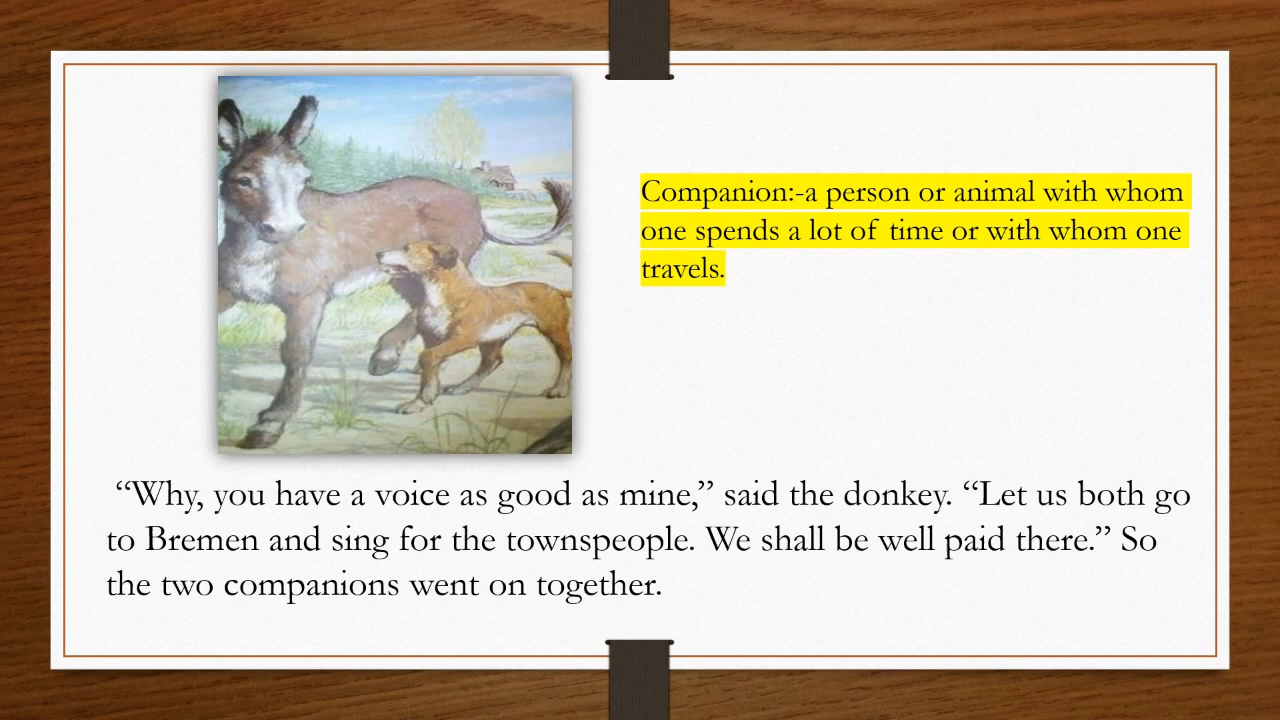 Companion:-a person or animal with whom
one spends a lot of time or with whom one
travels.
“Why, you have a voice as good as mine,” said the donkey. “Let us both go
to Bremen and sing for the townspeople. We shall be well paid there.” So
the two companions went on together.